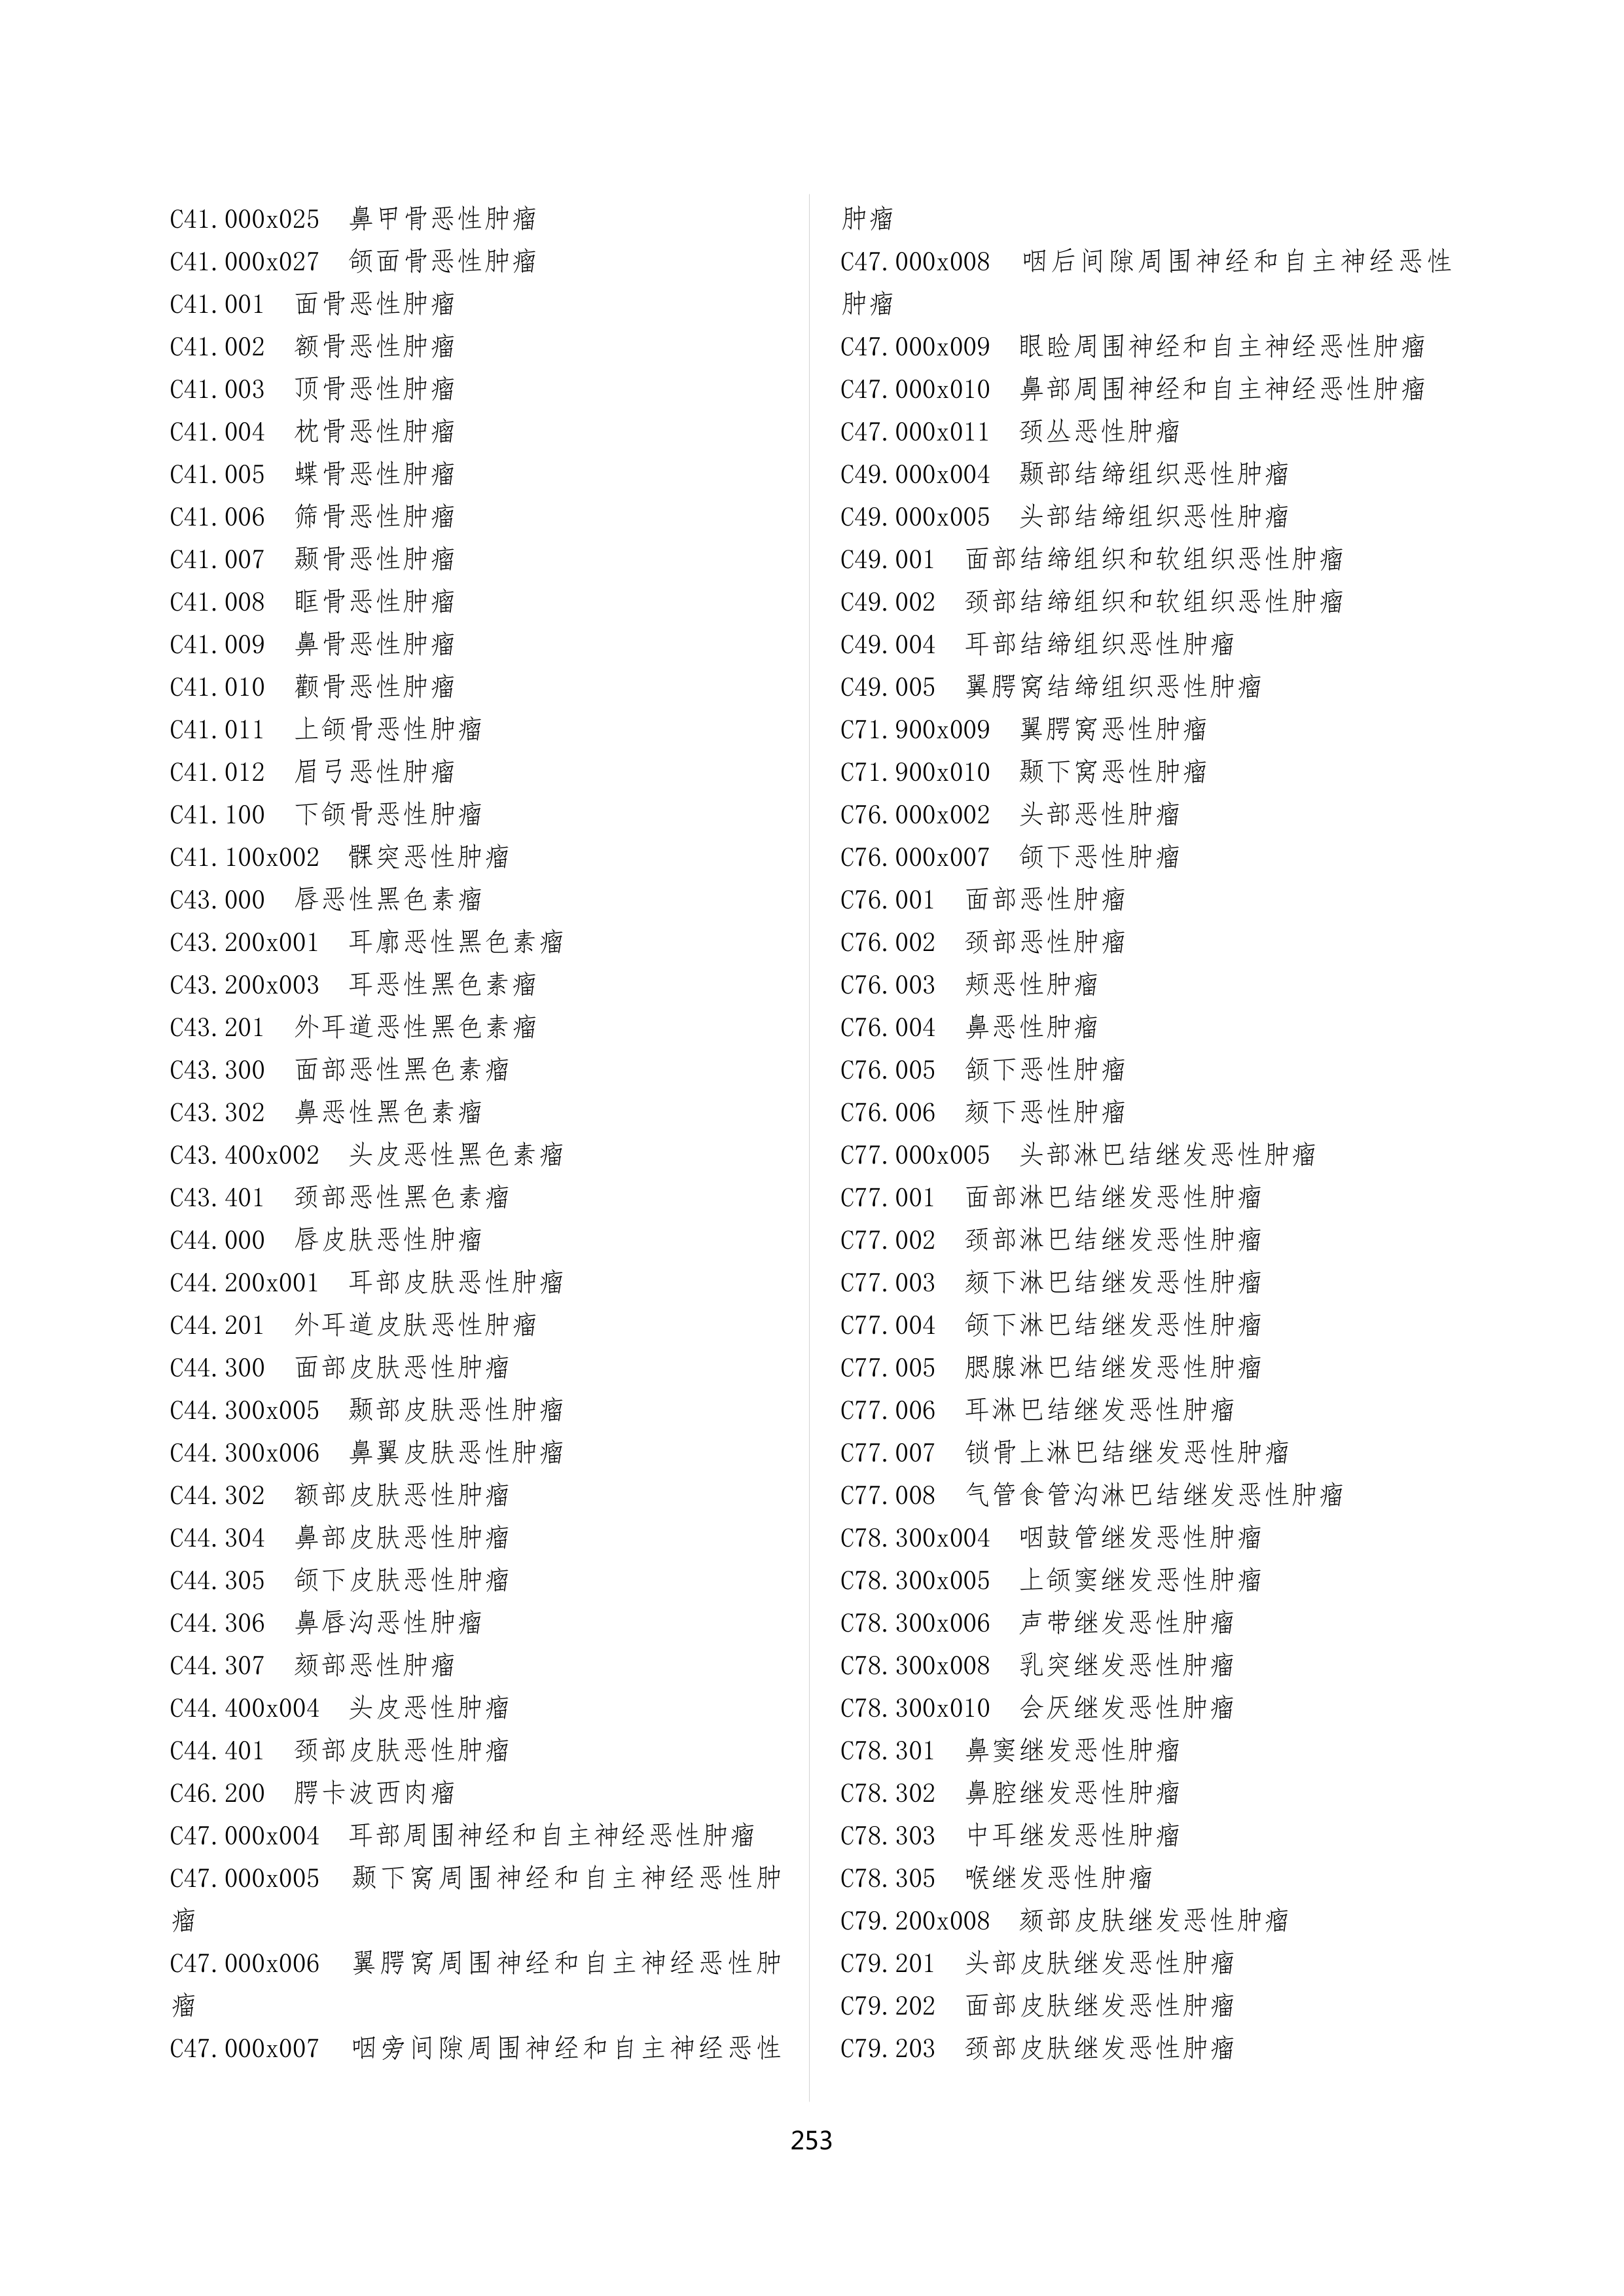 C41.000x025 鼻甲骨恶性肿瘤
C41.000x027 颌面骨恶性肿瘤
C41.001 面骨恶性肿瘤
C41.002 额骨恶性肿瘤
C41.003 顶骨恶性肿瘤
C41.004 枕骨恶性肿瘤
C41.005 蝶骨恶性肿瘤
C41.006 筛骨恶性肿瘤
C41.007 颞骨恶性肿瘤
C41.008 眶骨恶性肿瘤
C41.009 鼻骨恶性肿瘤
C41.010 颧骨恶性肿瘤
C41.011 上颌骨恶性肿瘤
C41.012 眉弓恶性肿瘤
C41.100 下颌骨恶性肿瘤
C41.100x002 髁突恶性肿瘤
C43.000 唇恶性黑色素瘤
C43.200x001 耳廓恶性黑色素瘤
C43.200x003 耳恶性黑色素瘤
C43.201 外耳道恶性黑色素瘤
C43.300 面部恶性黑色素瘤
C43.302 鼻恶性黑色素瘤
C43.400x002 头皮恶性黑色素瘤
C43.401 颈部恶性黑色素瘤
C44.000 唇皮肤恶性肿瘤
C44.200x001 耳部皮肤恶性肿瘤
C44.201 外耳道皮肤恶性肿瘤
C44.300 面部皮肤恶性肿瘤
C44.300x005 颞部皮肤恶性肿瘤
C44.300x006 鼻翼皮肤恶性肿瘤
C44.302 额部皮肤恶性肿瘤
C44.304 鼻部皮肤恶性肿瘤
C44.305 颌下皮肤恶性肿瘤
C44.306 鼻唇沟恶性肿瘤
C44.307 颏部恶性肿瘤
C44.400x004 头皮恶性肿瘤
C44.401 颈部皮肤恶性肿瘤
C46.200 腭卡波西肉瘤
C47.000x004 耳部周围神经和自主神经恶性肿瘤
C47.000x005 颞下窝周围神经和自主神经恶性肿
瘤
C47.000x006 翼腭窝周围神经和自主神经恶性肿
瘤
C47.000x007 咽旁间隙周围神经和自主神经恶性
肿瘤
C47.000x008 咽后间隙周围神经和自主神经恶性
肿瘤
C47.000x009 眼睑周围神经和自主神经恶性肿瘤
C47.000x010 鼻部周围神经和自主神经恶性肿瘤
C47.000x011 颈丛恶性肿瘤
C49.000x004 颞部结缔组织恶性肿瘤
C49.000x005 头部结缔组织恶性肿瘤
C49.001 面部结缔组织和软组织恶性肿瘤
C49.002 颈部结缔组织和软组织恶性肿瘤
C49.004 耳部结缔组织恶性肿瘤
C49.005 翼腭窝结缔组织恶性肿瘤
C71.900x009 翼腭窝恶性肿瘤
C71.900x010 颞下窝恶性肿瘤
C76.000x002 头部恶性肿瘤
C76.000x007 颌下恶性肿瘤
C76.001 面部恶性肿瘤
C76.002 颈部恶性肿瘤
C76.003 颊恶性肿瘤
C76.004 鼻恶性肿瘤
C76.005 颌下恶性肿瘤
C76.006 颏下恶性肿瘤
C77.000x005 头部淋巴结继发恶性肿瘤
C77.001 面部淋巴结继发恶性肿瘤
C77.002 颈部淋巴结继发恶性肿瘤
C77.003 颏下淋巴结继发恶性肿瘤
C77.004 颌下淋巴结继发恶性肿瘤
C77.005 腮腺淋巴结继发恶性肿瘤
C77.006 耳淋巴结继发恶性肿瘤
C77.007 锁骨上淋巴结继发恶性肿瘤
C77.008 气管食管沟淋巴结继发恶性肿瘤
C78.300x004 咽鼓管继发恶性肿瘤
C78.300x005 上颌窦继发恶性肿瘤
C78.300x006 声带继发恶性肿瘤
C78.300x008 乳突继发恶性肿瘤
C78.300x010 会厌继发恶性肿瘤
C78.301 鼻窦继发恶性肿瘤
C78.302 鼻腔继发恶性肿瘤
C78.303 中耳继发恶性肿瘤
C78.305 喉继发恶性肿瘤
C79.200x008 颏部皮肤继发恶性肿瘤
C79.201 头部皮肤继发恶性肿瘤
C79.202 面部皮肤继发恶性肿瘤
C79.203 颈部皮肤继发恶性肿瘤
253